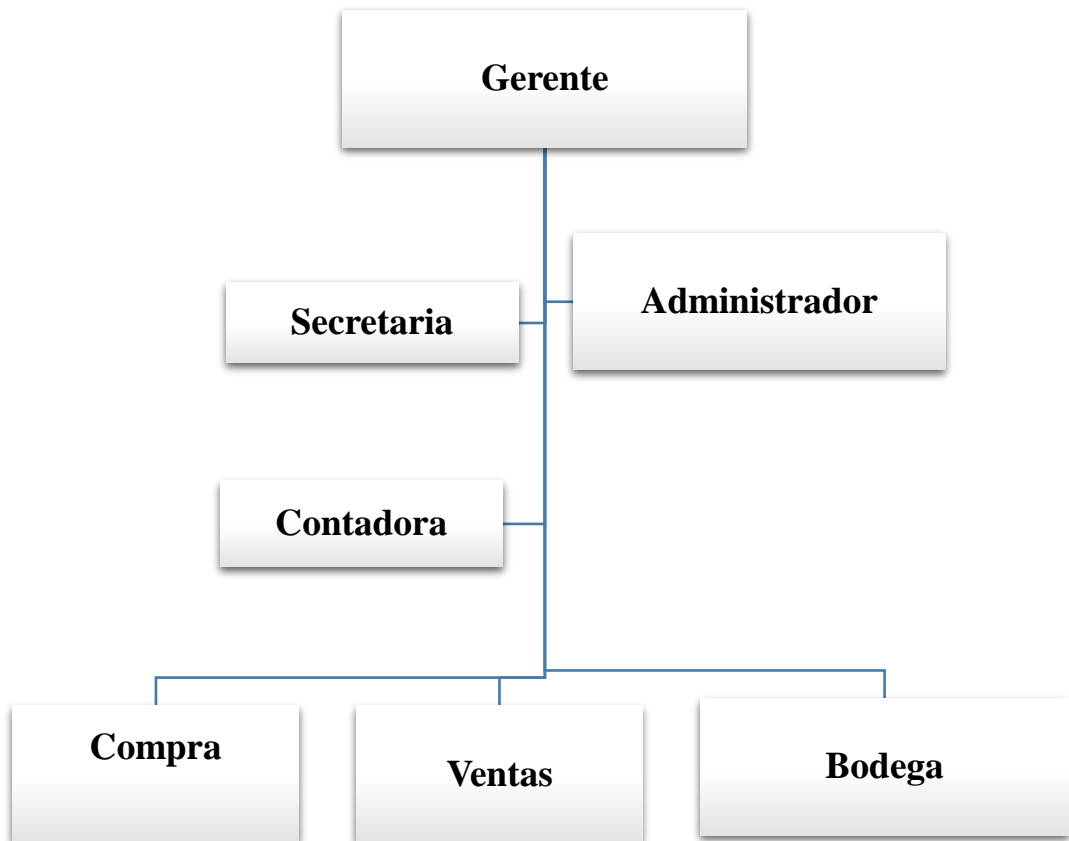 Gerente
Administrador
Secretaria
Contadora
Compra
Ventas
Bodega